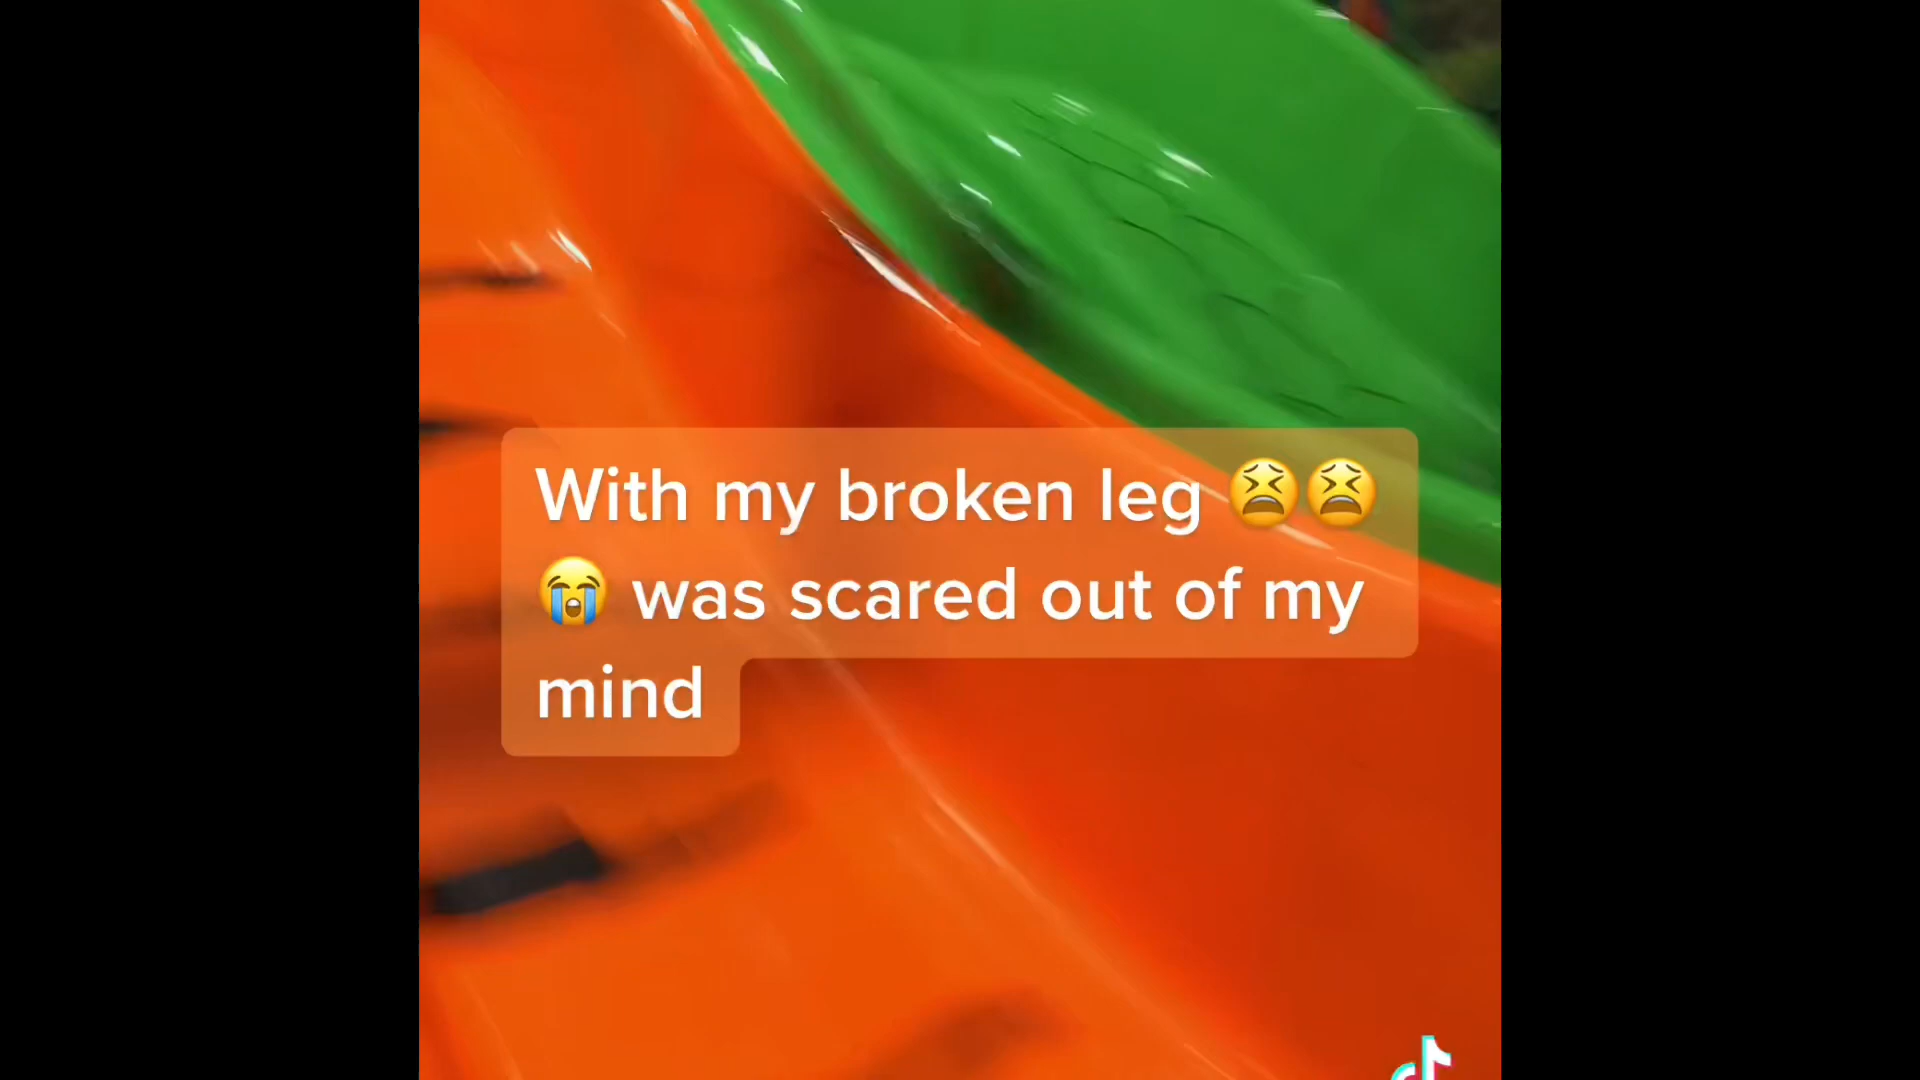 With my broken leg 😫😫
😭 was scared out of my
mind